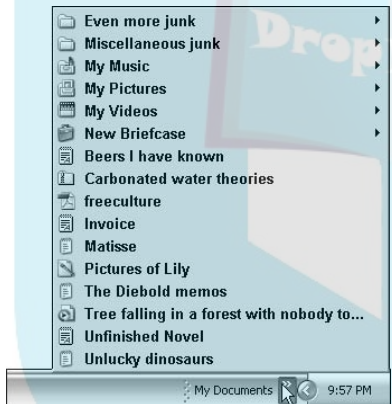 Drop
Even more junk
Miscellaneous junk
My Music
My Pictures
My Videos
New Briefcase
Beers I have known
Carbonated water theories
freeculture
Invoice
Matisse
Pictures of Lily
The Diebold memos
Tree falling in a forest with nobody to...
Unfinished Novel
Unlucky dinosaurs
My Documents » 9:57 PM